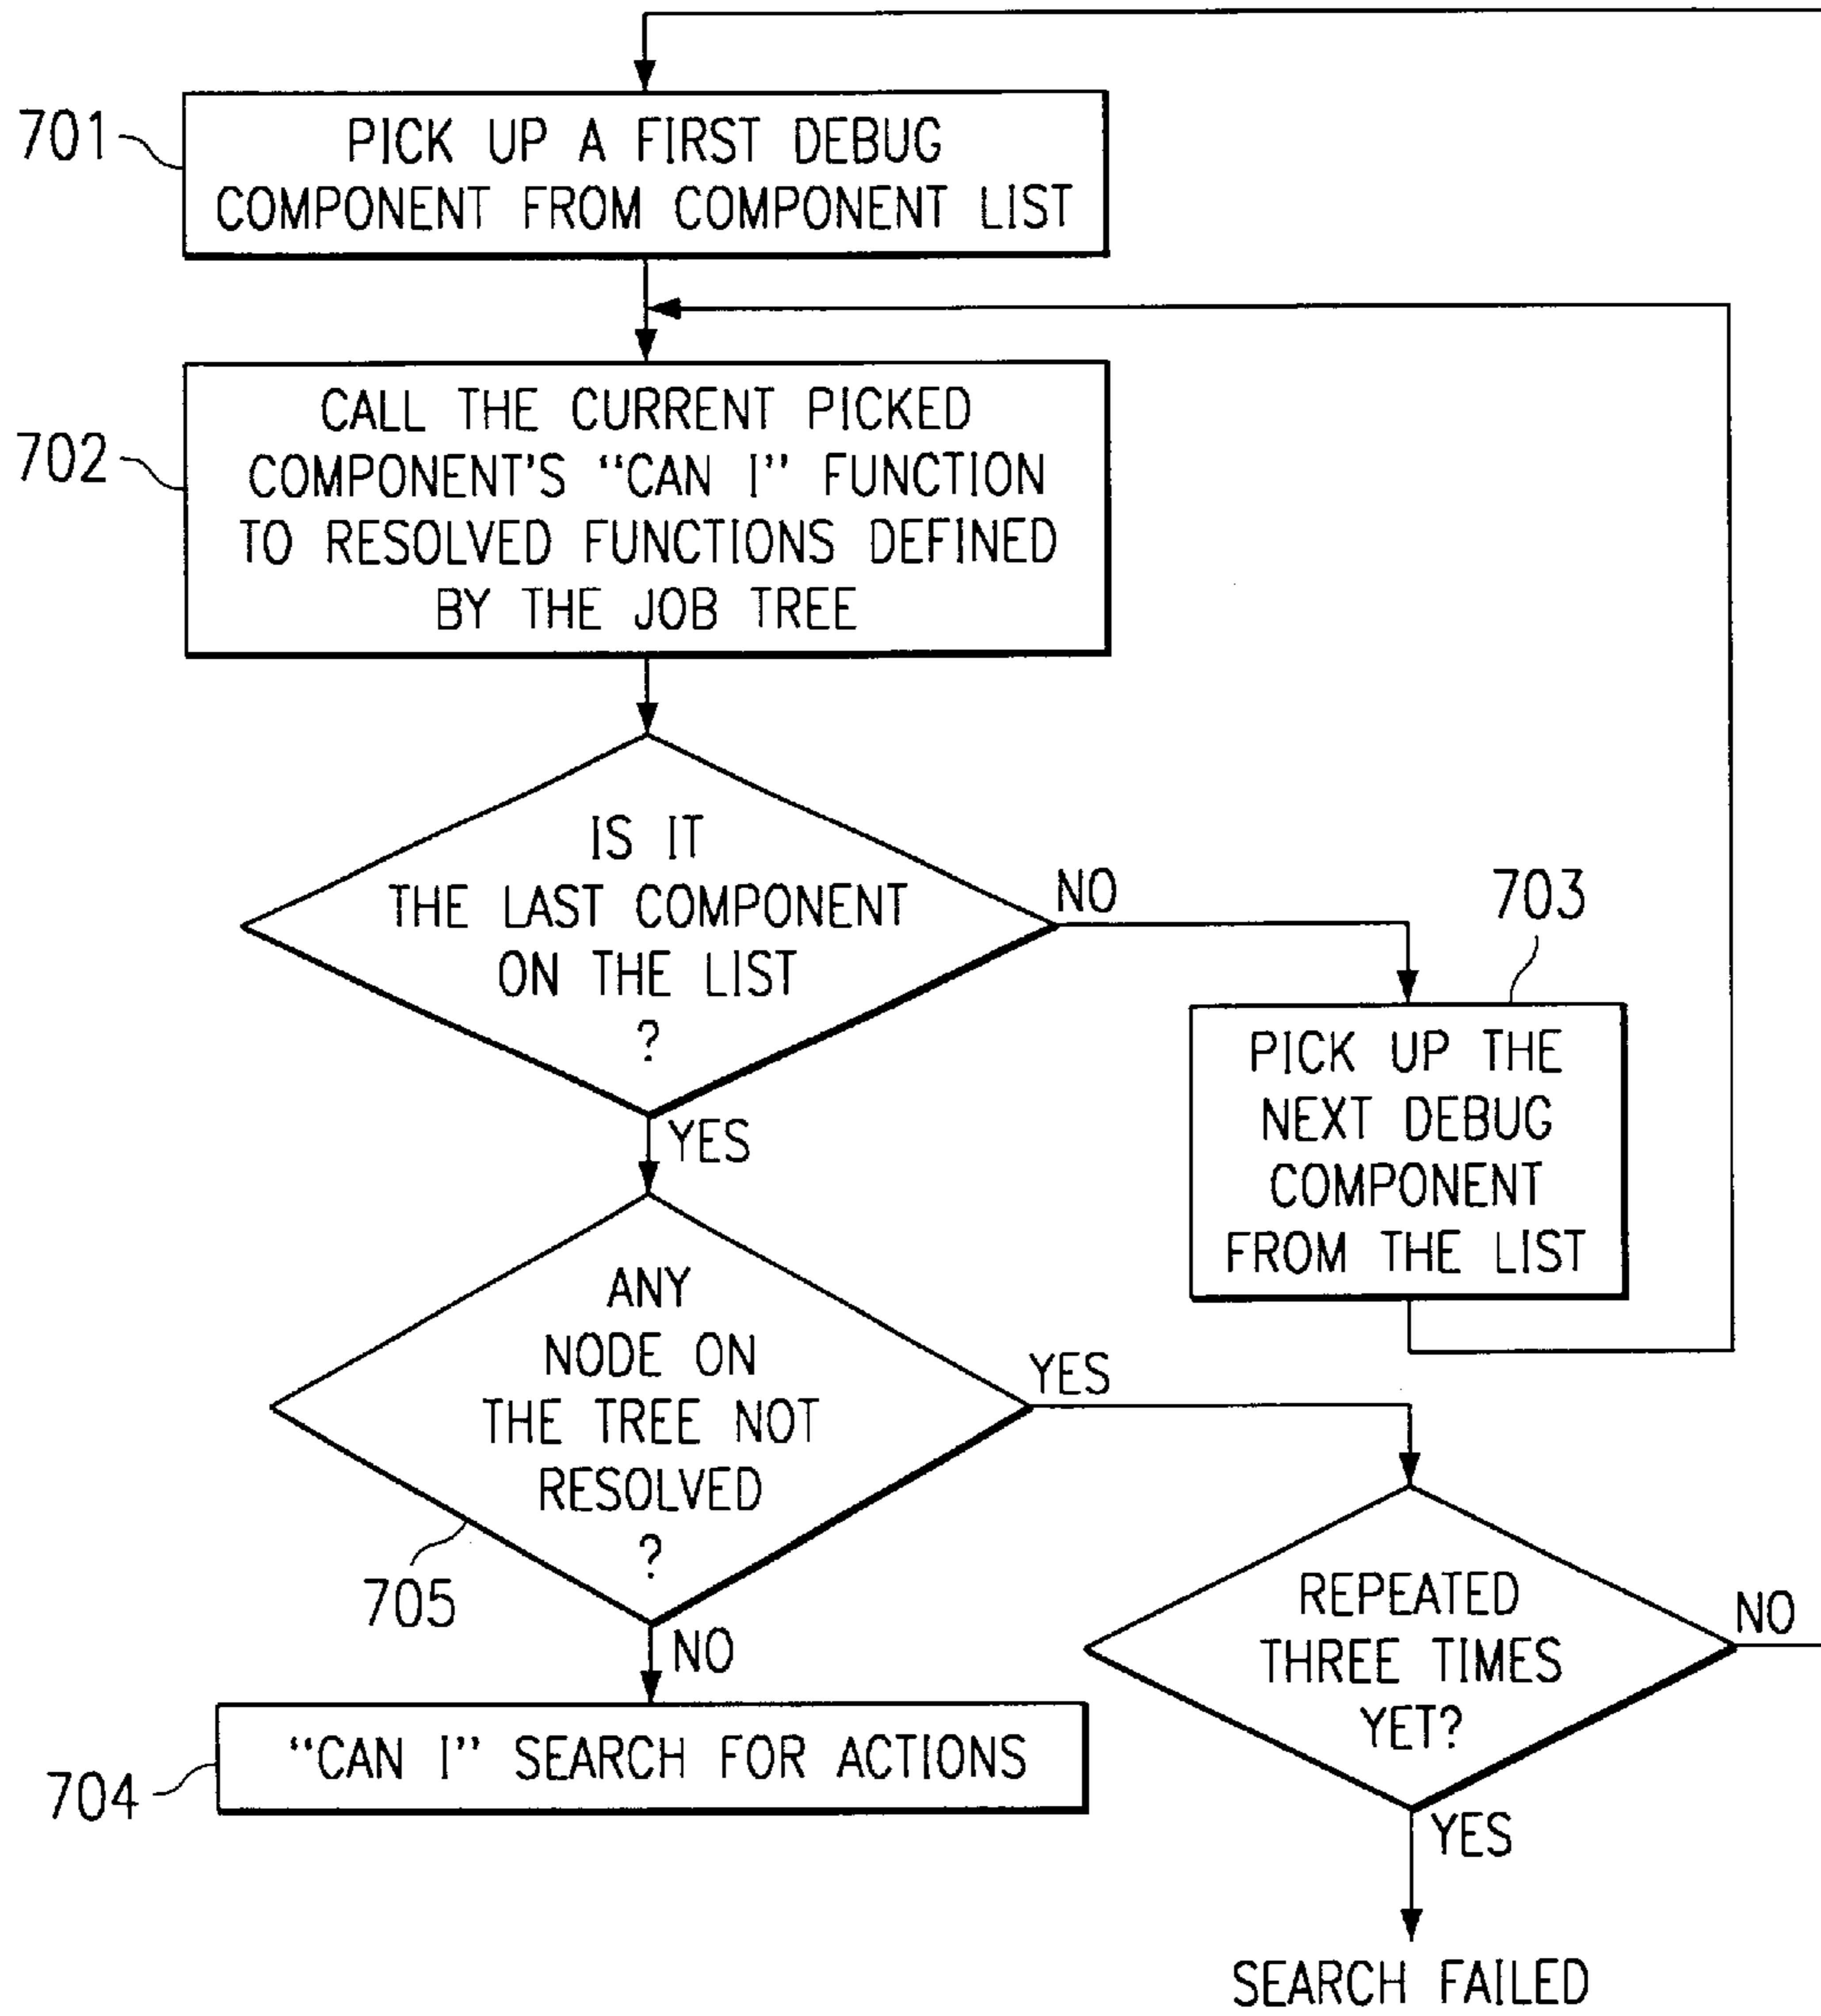 701
PICK UP A FIRST DEBUG
COMPONENT FROM COMPONENT LIST
702
CALL THE CURRENT PICKED
COMPONENT'S "CAN I" FUNCTION
TO RESOLVED FUNCTIONS DEFINED
BY THE JOB TREE
IS IT
THE LAST COMPONENT
ON THE LIST
?
NO
703
PICK UP THE
NEXT DEBUG
COMPONENT
FROM THE LIST
YES
ANY
NODE ON
THE TREE NOT
RESOLVED
?
705
YES
REPEATED
THREE TIMES
YET?
NO
NO
"CAN I" SEARCH FOR ACTIONS
704
YES
SEARCH FAILED